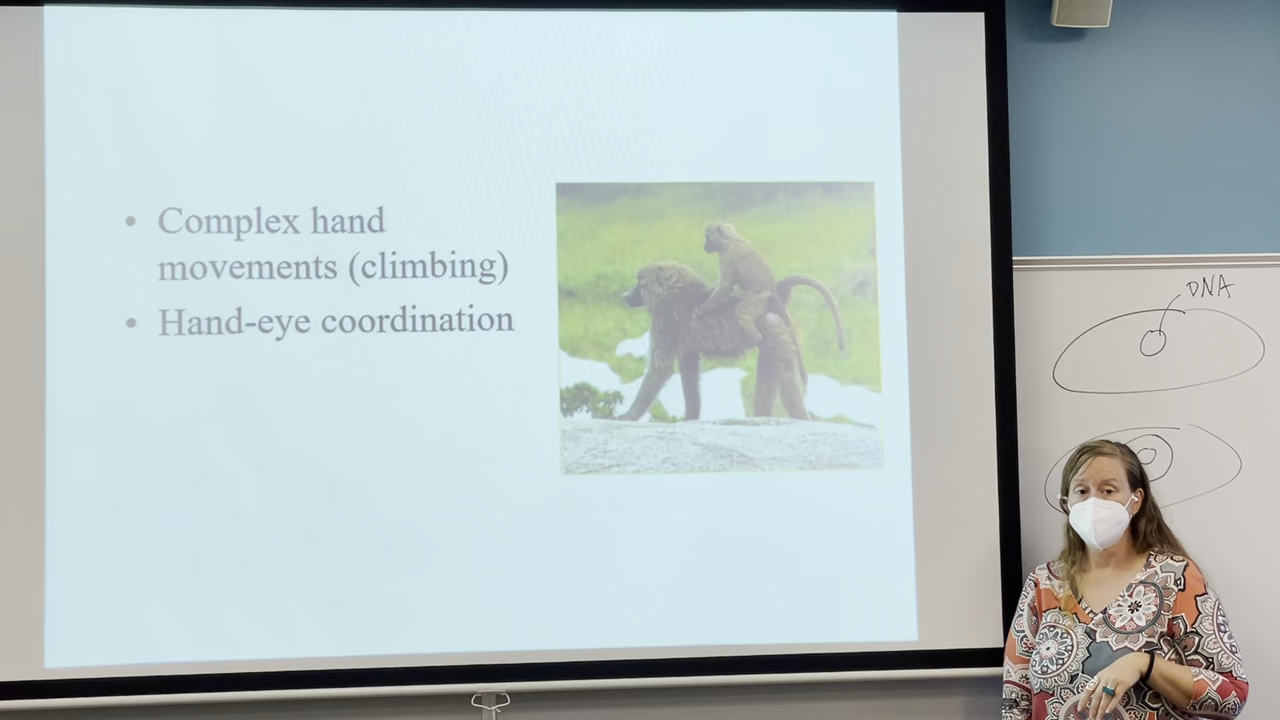 • Complex hand
movements (climbing)
• Hand-eye coordination
DNA